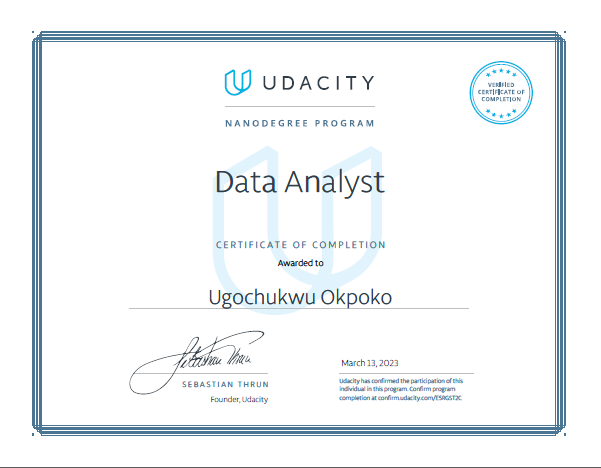 UDACITY
VERIFIED
CERTIFICATE OF
COMPLETION
NANODEGREE PROGRAM
Data Analyst
CERTIFICATE OF COMPLETION
Awarded to
Ugochukwu Okpoko
Sebastian Thrun
SEBASTIAN THRUN
Founder, Udacity
March 13, 2023
Udacity has confirmed the participation of this
individual in this program. Confirm program
completion at confirm.udacity.com/E5RGST2C